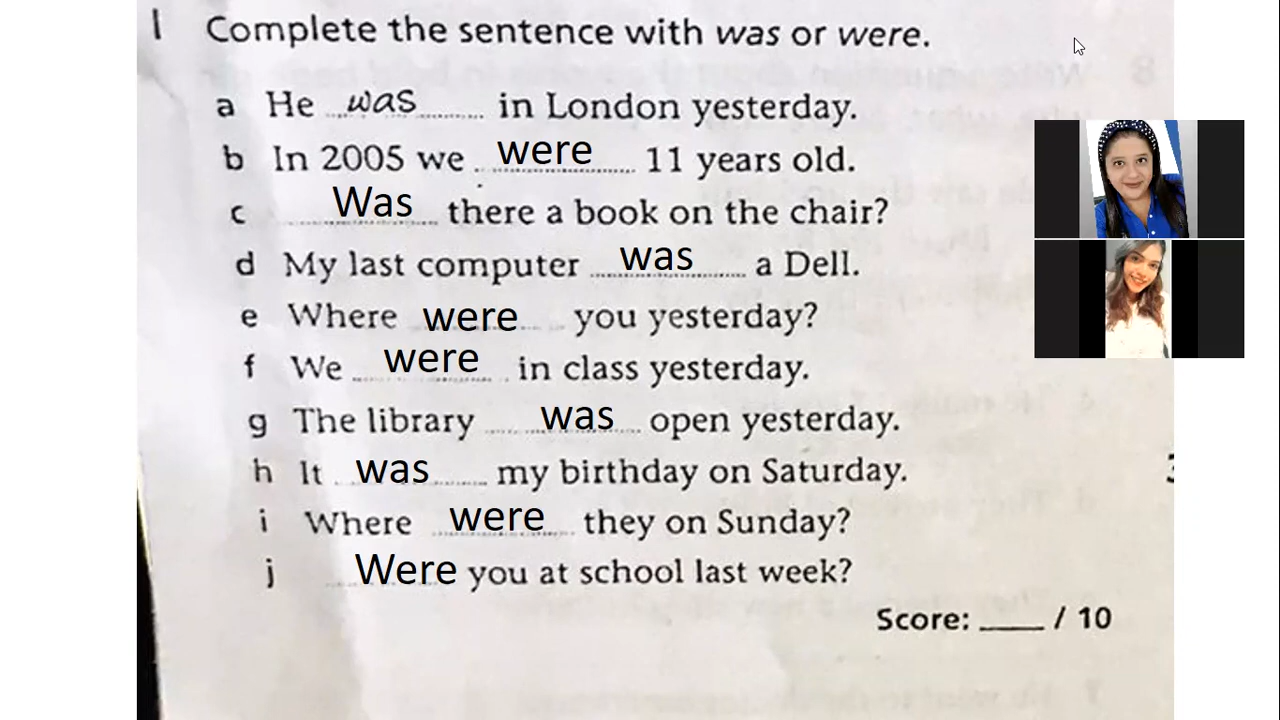 1 Complete the sentence with was or were.
a He was in London yesterday.
b In 2005 we were 11 years old.
c Was there a book on the chair?
d My last computer was a Dell.
e Where were you yesterday?
f We were in class yesterday.
g The library was open yesterday.
h It was my birthday on Saturday.
i Where were they on Sunday?
j Were you at school last week?
Score: ____ / 10